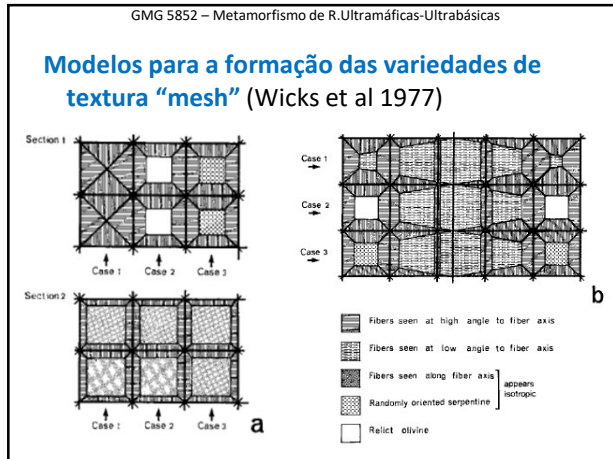 GMG 5852 – Metamorfismo de R.Ultramáficas-Ultrabásicas
Modelos para a formação das variedades de
textura “mesh” (Wicks et al 1977)
Section 1
Case 1
Case 2
Case 3
Section 2
Case 1
Case 2
Case 3
a
Case 1
Case 2
Case 3
b
Fibers seen at high angle to fiber axis
Fibers seen at low angle to fiber axis
Fibers seen along fiber axis
Randomly oriented serpentine
appears
isotropic
Relict olivine